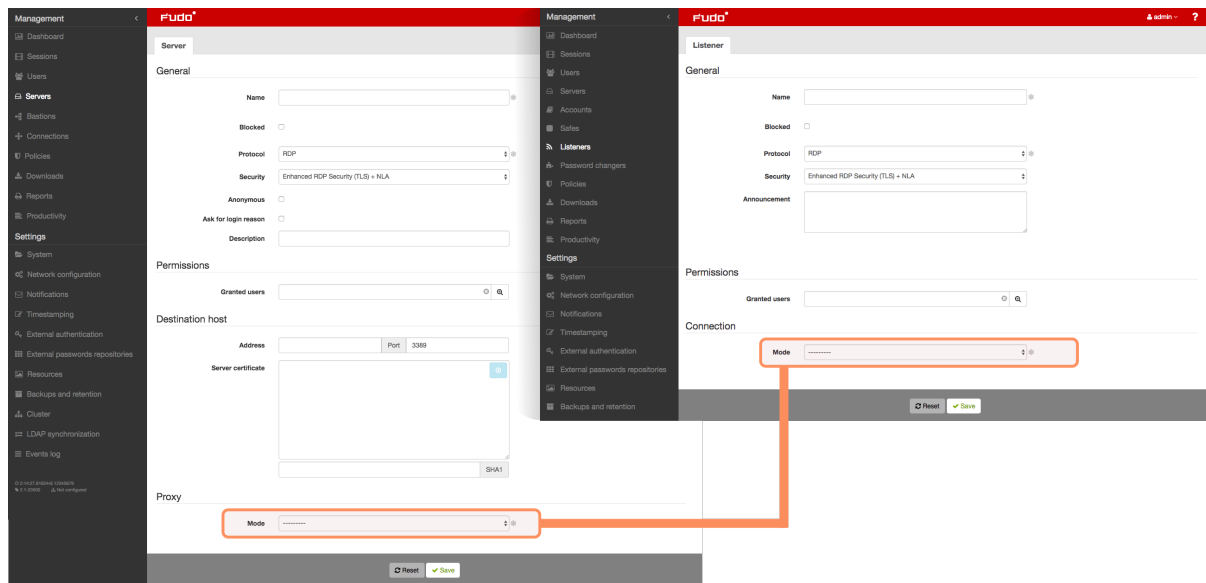 Management
Dashboard
Sessions
Users
Servers
Bastions
Connections
Policies
Downloads
Reports
Productivity
Settings
System
Network configuration
Notifications
Timestamping
External authentication
External passwords repositories
Resources
Backups and retention
Cluster
LDAP synchronization
Events log
Not configured
FUDO
Server
General
Name
Blocked
Protocol RDP
Security Enhanced RDP Security (TLS) + NLA
Anonymous
Ask for login reason
Description
Permissions
Granted users
Destination host
Address Port 3389
Server certificate
SHA1
Proxy
Mode ---------
Reset Save
Management
Dashboard
Sessions
Users
Servers
Accounts
Safes
Listeners
Password changers
Policies
Downloads
Reports
Productivity
Settings
System
Network configuration
Notifications
Timestamping
External authentication
External passwords repositories
Resources
Backups and retention
FUDO admin ?
Listener
General
Name
Blocked
Protocol RDP
Security Enhanced RDP Security (TLS) + NLA
Announcement
Permissions
Granted users
Connection
Mode ---------
Reset Save